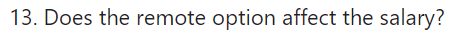 13. Does the remote option affect the salary?